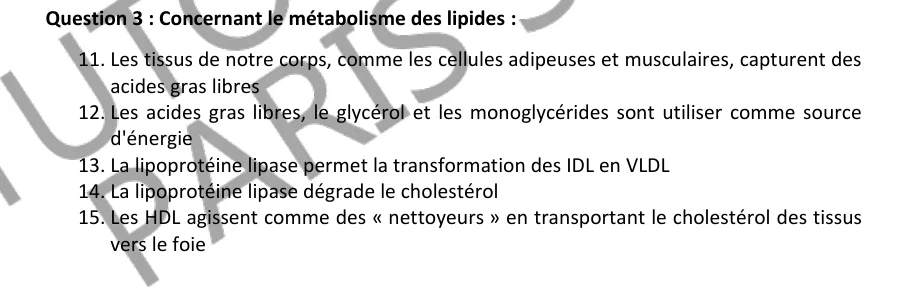 Question 3 : Concernant le métabolisme des lipides :
11. Les tissus de notre corps, comme les cellules adipeuses et musculaires, capturent des
acides gras libres
12. Les acides gras libres, le glycérol et les monoglycérides sont utiliser comme source
d'énergie
13. La lipoprotéine lipase permet la transformation des IDL en VLDL
14. La lipoprotéine lipase dégrade le cholestérol
15. Les HDL agissent comme des « nettoyeurs » en transportant le cholestérol des tissus
vers le foie
TUTO
PARIS